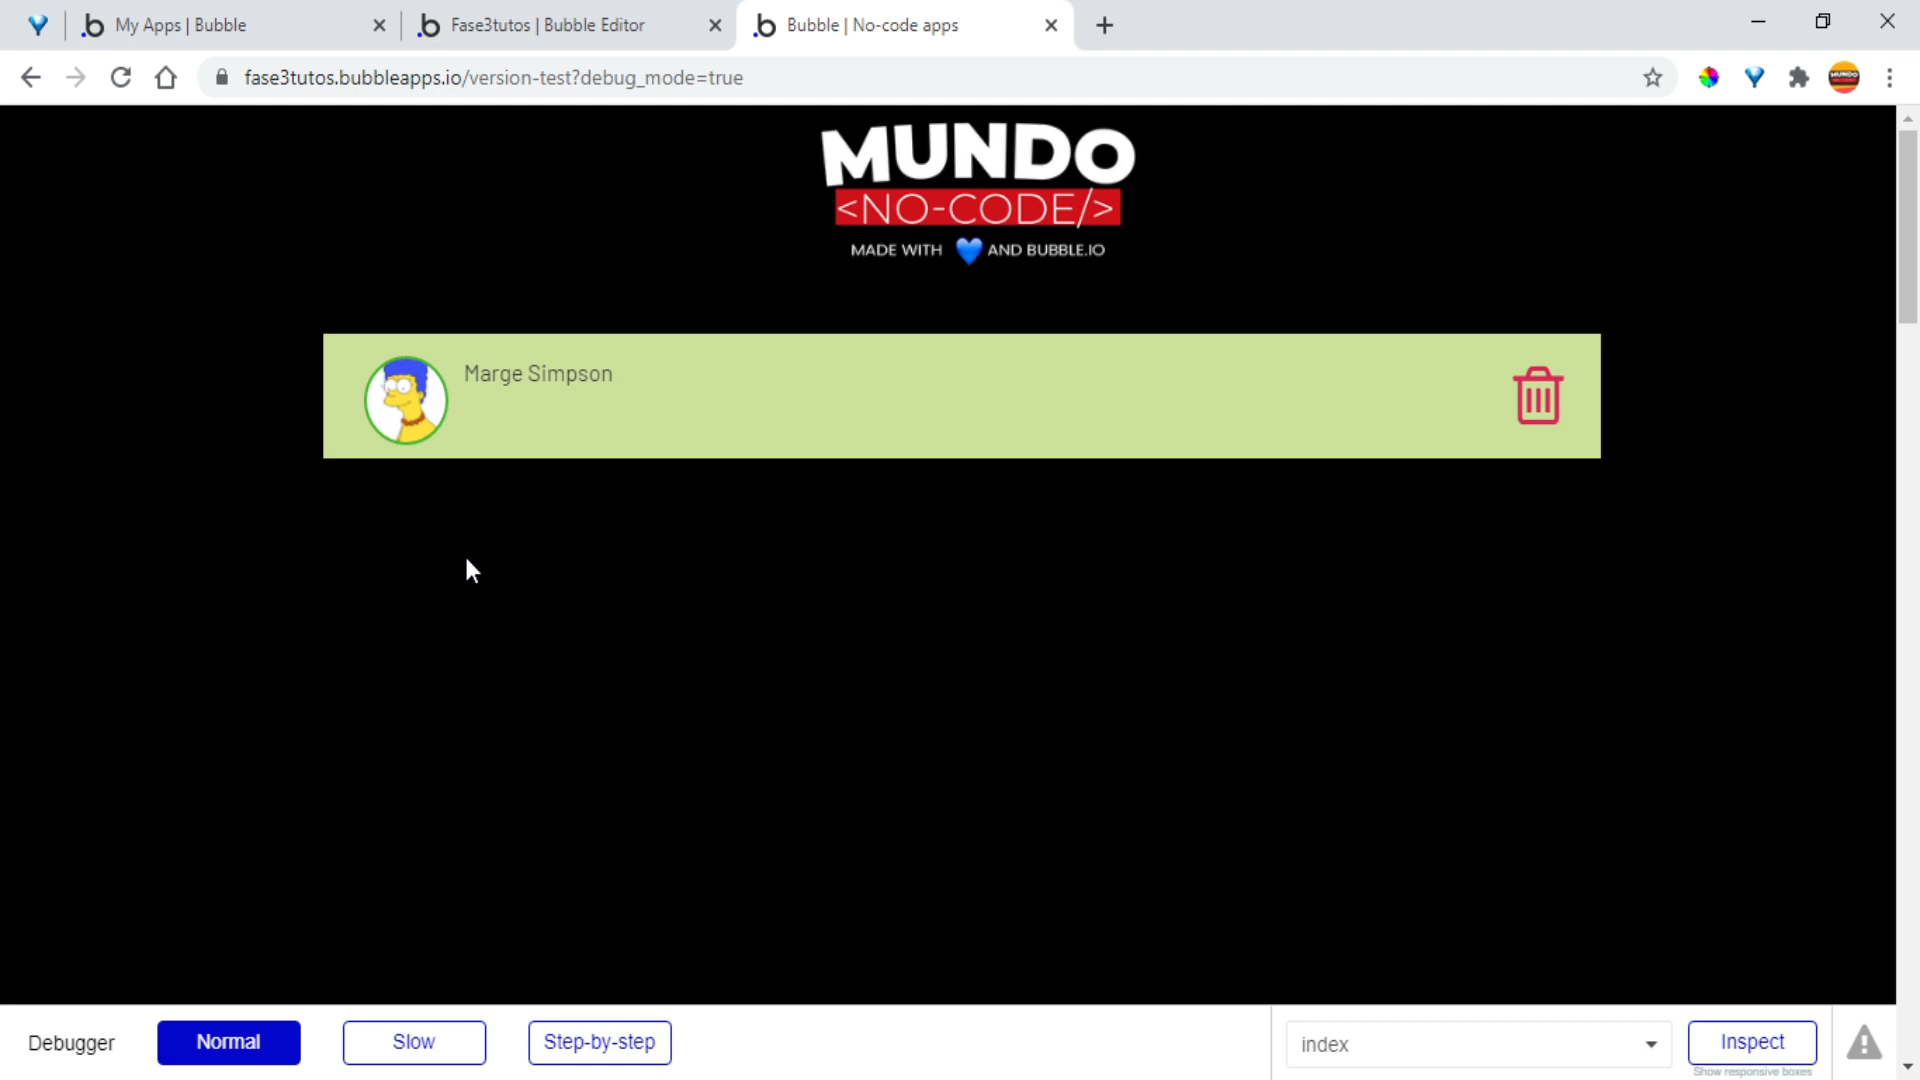 My Apps | Bubble
Fase3tutos | Bubble Editor
Bubble | No-code apps
fase3tutos.bubbleapps.io/version-test?debug_mode=true
MUNDO
MUNDO
<NO-CODE/>
MADE WITH 💙 AND BUBBLE.IO
Marge Simpson
Debugger
Normal
Slow
Step-by-step
index
Inspect
Show responsive boxes